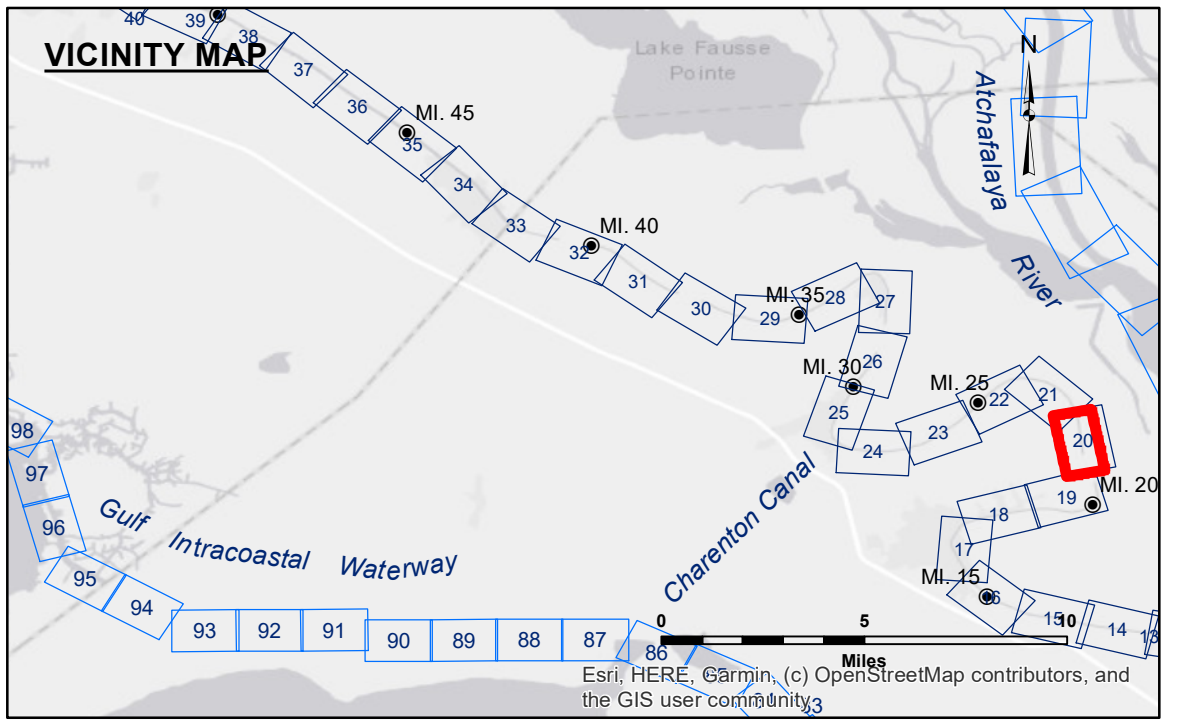 40
39
38
VICINITY MAP
37
Lake Fausse
Pointe
N
36
MI. 45
35
Atchafalaya
34
33
MI. 40
32
31
River
30
MI. 35
29
28
27
MI. 30
26
25
MI. 25
22
21
23
24
20
98
97
96
Charenton Canal
MI. 20
19
18
17
Gulf Intracoastal Waterway
MI. 15
95
94
93
92
91
90
89
88
87
86
15
14
13
0 5 10
Miles
Esri, HERE, Garmin, (c) OpenStreetMap contributors, and
the GIS user community